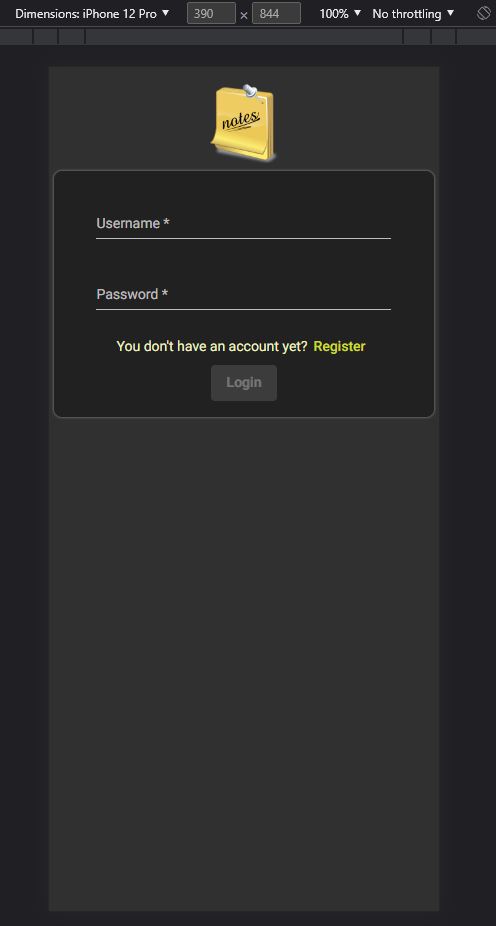 Dimensions: iPhone 12 Pro ▼ 390 × 844 100% ▼ No throttling ▼
notes
Username *
Password *
You don't have an account yet? Register
Login